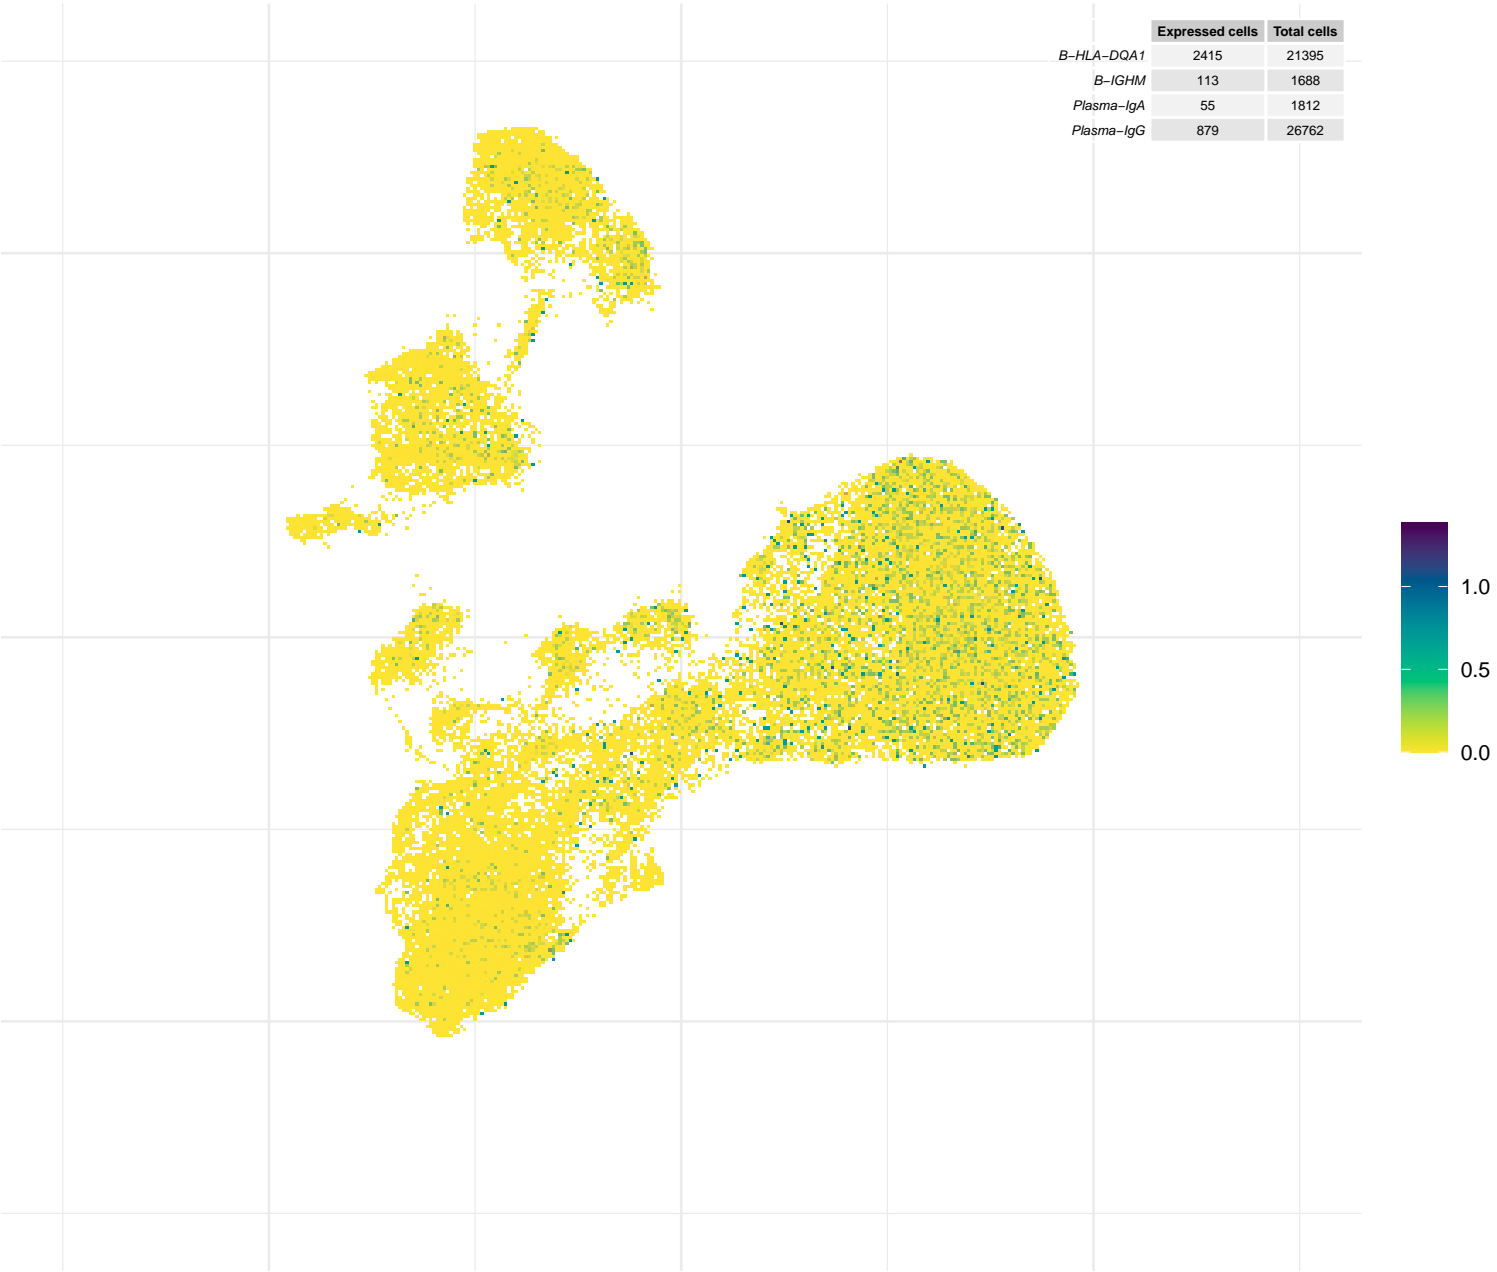 Expressed cells Total cells
B−HLA−DQA1 2415 21395
B−IGHM 113 1688
Plasma−IgA 55 1812
Plasma−IgG 879 26762
1.0
0.5
0.0